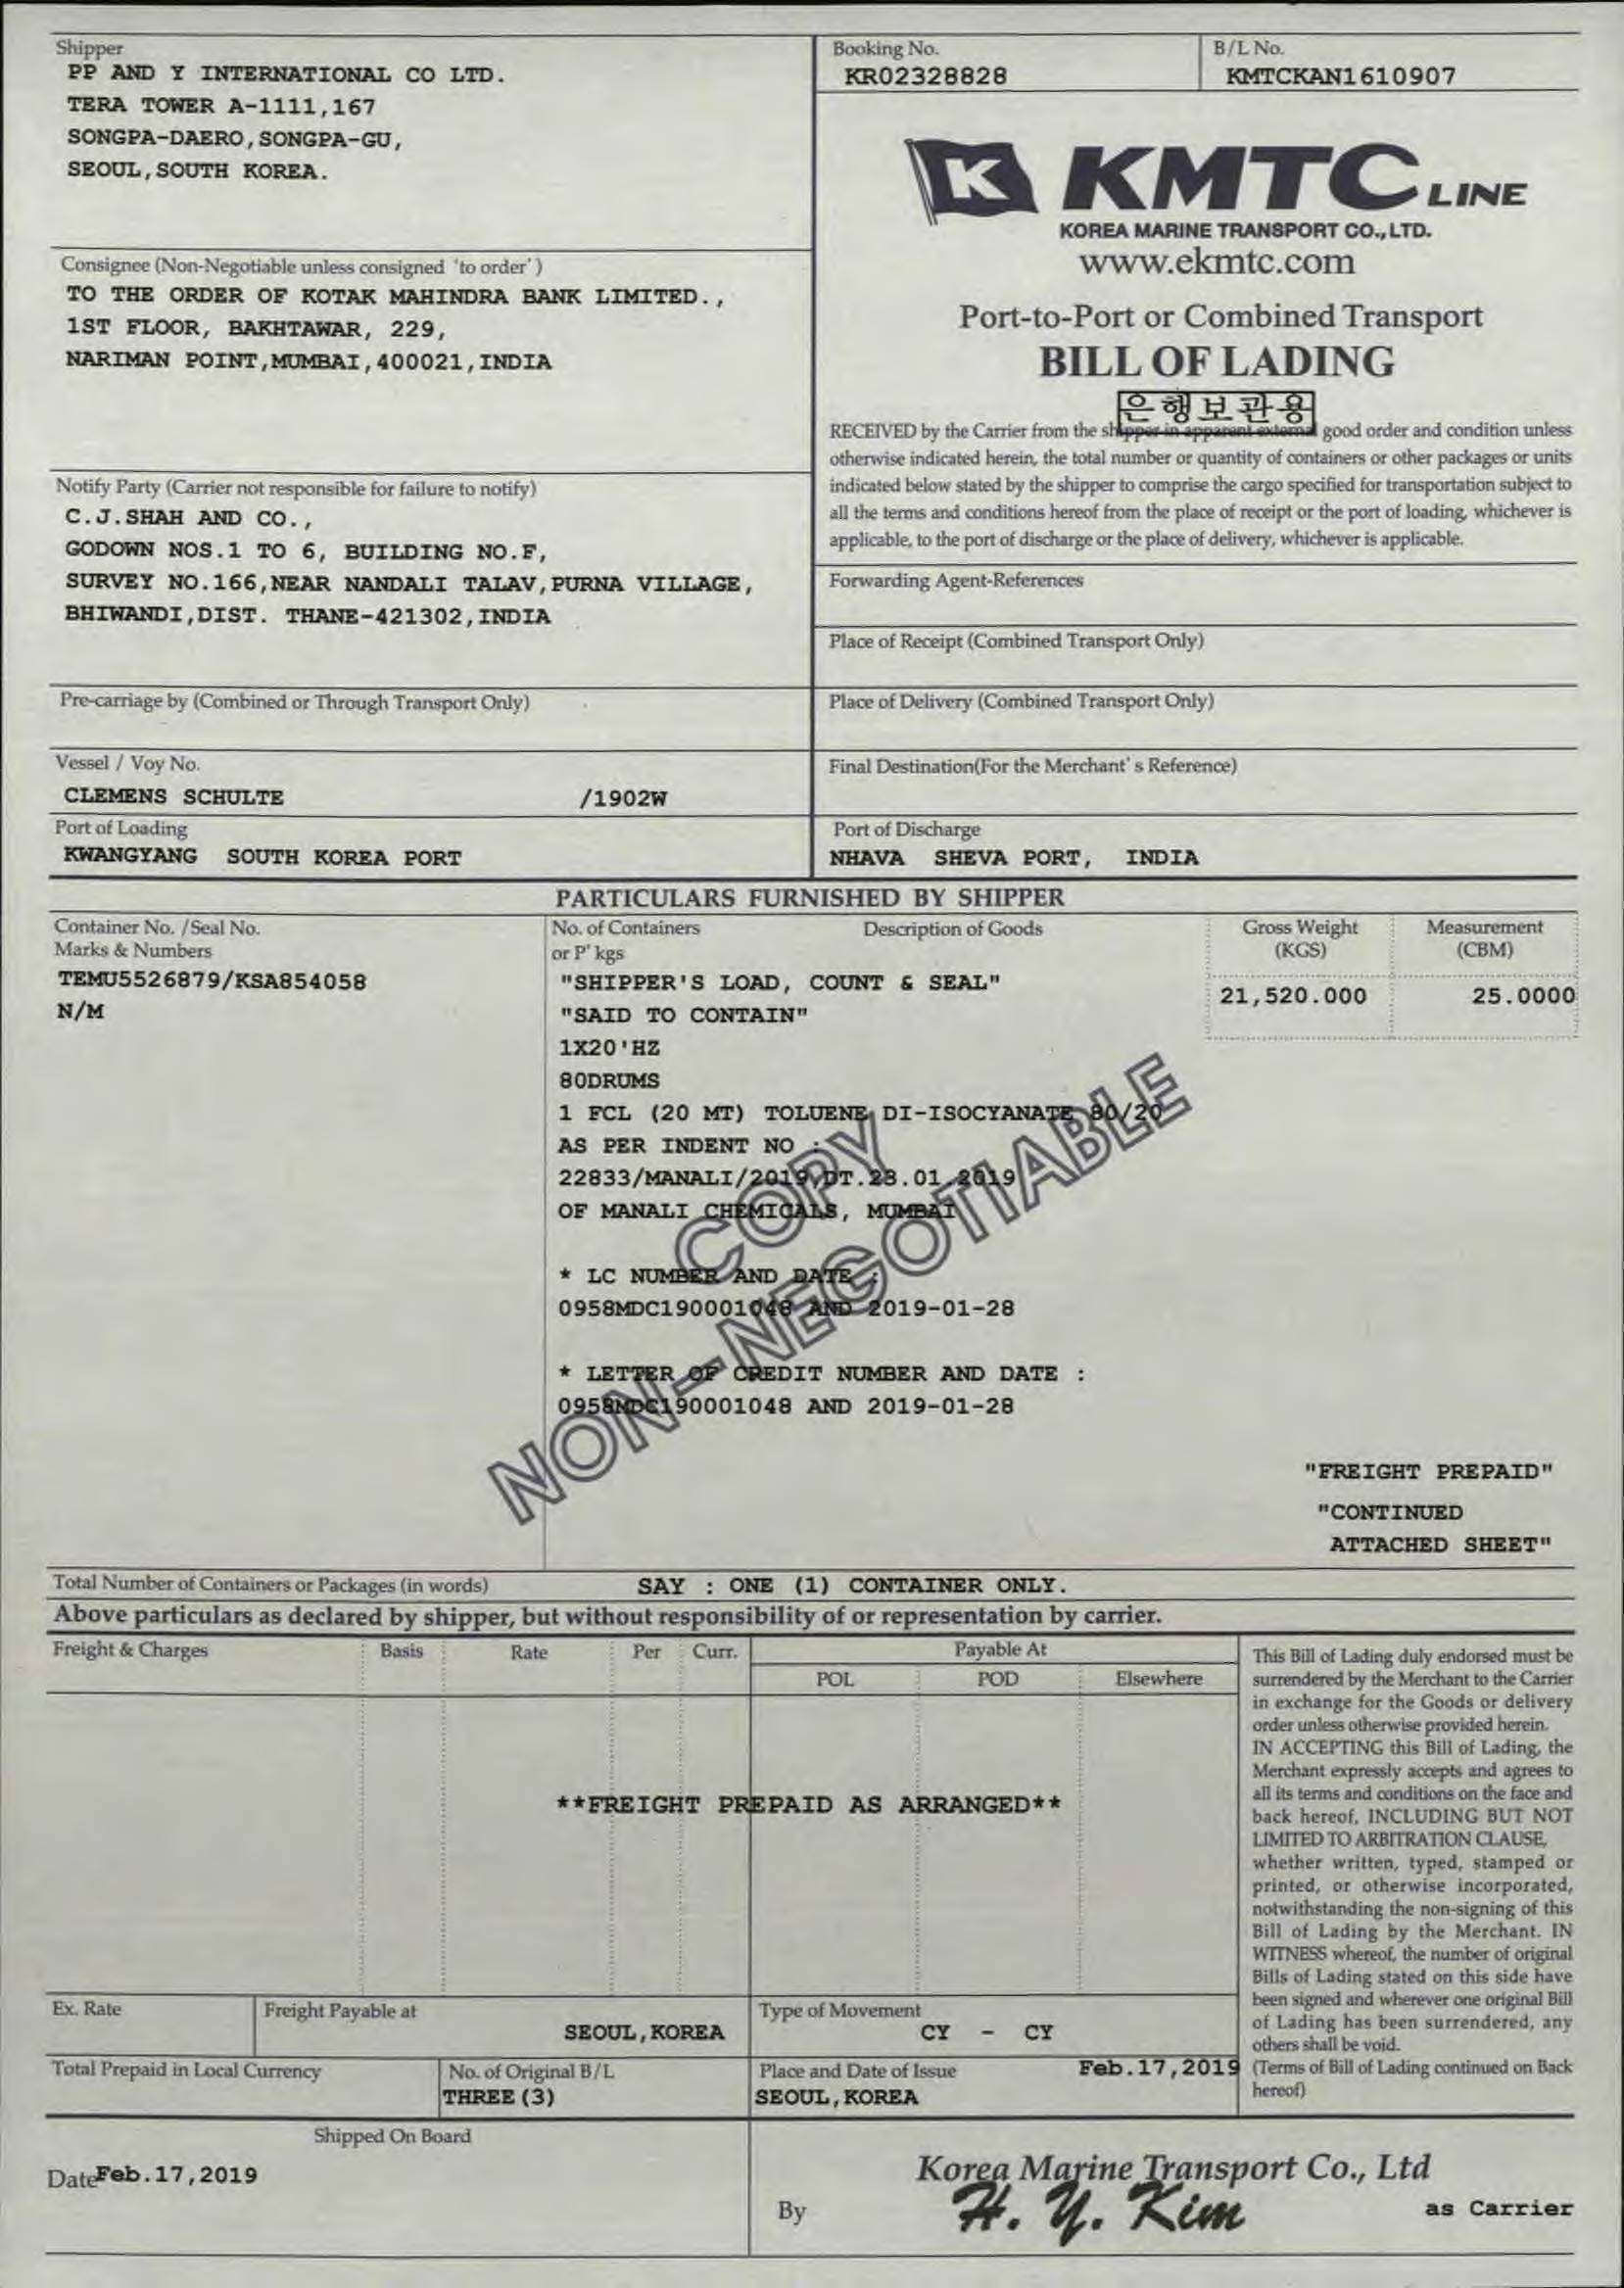 Shipper
PP AND Y INTERNATIONAL CO LTD.
TERA TOWER A-1111,167
SONGPA-DAERO,SONGPA-GU,
SEOUL,SOUTH KOREA.
Booking No.
KR02328828
B/L No.
KMTCKAN1610907
K KMTC LINE
KOREA MARINE TRANSPORT CO.,LTD.
www.ekmtc.com
Port-to-Port or Combined Transport
BILL OF LADING
은행보관용
RECEIVED by the Carrier from the shipper in apparent external good order and condition unless
otherwise indicated herein, the total number or quantity of containers or other packages or units
indicated below stated by the shipper to comprise the cargo specified for transportation subject to
all the terms and conditions hereof from the place of receipt or the port of loading, whichever is
applicable, to the port of discharge or the place of delivery, whichever is applicable.
Consignee (Non-Negotiable unless consigned 'to order')
TO THE ORDER OF KOTAK MAHINDRA BANK LIMITED.,
1ST FLOOR, BAKHTAWAR, 229,
NARIMAN POINT,MUMBAI,400021,INDIA
Notify Party (Carrier not responsible for failure to notify)
C.J.SHAH AND CO.,
GODOWN NOS.1 TO 6, BUILDING NO.F,
SURVEY NO.166,NEAR NANDALI TALAV,PURNA VILLAGE,
BHIWANDI,DIST. THANE-421302,INDIA
Forwarding Agent-References
Place of Receipt (Combined Transport Only)
Pre-carriage by (Combined or Through Transport Only)
Place of Delivery (Combined Transport Only)
Vessel / Voy No.
CLEMENS SCHULTE /1902W
Final Destination(For the Merchant's Reference)
Port of Loading
KWANGYANG SOUTH KOREA PORT
Port of Discharge
NHAVA SHEVA PORT, INDIA
PARTICULARS FURNISHED BY SHIPPER
Container No. /Seal No.
Marks & Numbers
No. of Containers
or P'kgs
Description of Goods
Gross Weight
(KGS)
Measurement
(CBM)
TEMU5526879/KSA854058
N/M
"SHIPPER'S LOAD, COUNT & SEAL"
21,520.000
25.0000
"SAID TO CONTAIN"
1X20'HZ
80DRUMS
1 FCL (20 MT) TOLUENE DI-ISOCYANATE 80/20
AS PER INDENT NO :
22833/MANALI/2019,DT.23.01.2019
OF MANALI CHEMICALS, MUMBAI
* LC NUMBER AND DATE :
0958MDC190001048 AND 2019-01-28
* LETTER OF CREDIT NUMBER AND DATE :
0958MDC190001048 AND 2019-01-28
COPY
NON-NEGOTIABLE
"FREIGHT PREPAID"
"CONTINUED
ATTACHED SHEET"
Total Number of Containers or Packages (in words)
SAY : ONE (1) CONTAINER ONLY.
Above particulars as declared by shipper, but without responsibility of or representation by carrier.
Freight & Charges
Basis
Rate
Per
Curr.
Payable At
POL
POD
Elsewhere
**FREIGHT PREPAID AS ARRANGED**
This Bill of Lading duly endorsed must be
surrendered by the Merchant to the Carrier
in exchange for the Goods or delivery
order unless otherwise provided herein.
IN ACCEPTING this Bill of Lading, the
Merchant expressly accepts and agrees to
all its terms and conditions on the face and
back hereof, INCLUDING BUT NOT
LIMITED TO ARBITRATION CLAUSE,
whether written, typed, stamped or
printed, or otherwise incorporated,
notwithstanding the non-signing of this
Bill of Lading by the Merchant. IN
WITNESS whereof, the number of original
Bills of Lading stated on this side have
been signed and wherever one original Bill
of Lading has been surrendered, any
others shall be void.
(Terms of Bill of Lading continued on Back
hereof)
Ex. Rate
Freight Payable at
SEOUL,KOREA
Type of Movement
CY - CY
Total Prepaid in Local Currency
No. of Original B/L
THREE(3)
Place and Date of Issue
Feb.17,2019
SEOUL,KOREA
Shipped On Board
Date Feb.17,2019
Korea Marine Transport Co., Ltd
By
H. Y. Kim
as Carrier